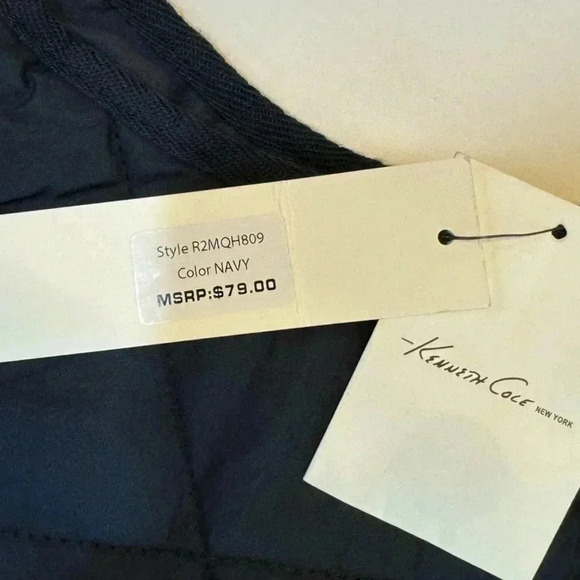 Style R2MQH809
Color NAVY
MSRP:$79.00
KENNETH COLE NEW YORK